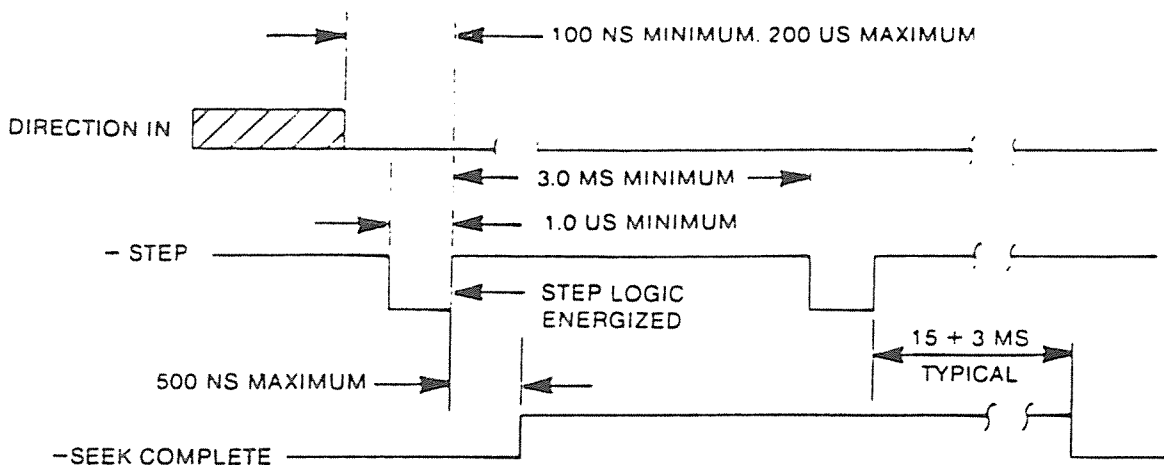 100 NS MINIMUM. 200 US MAXIMUM
DIRECTION IN
3.0 MS MINIMUM
1.0 US MINIMUM
– STEP
STEP LOGIC
ENERGIZED
15 + 3 MS
TYPICAL
500 NS MAXIMUM
–SEEK COMPLETE